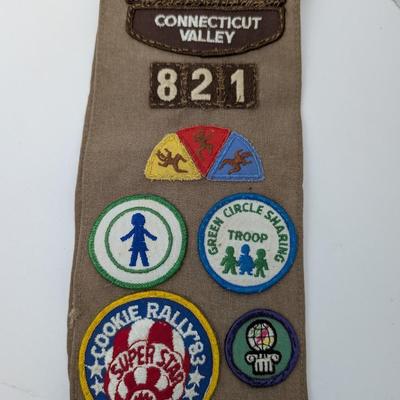 CONNECTICUT
VALLEY
821
GREEN CIRCLE SHARING
TROOP
COOKIE RALLY '83
SUPER STAR